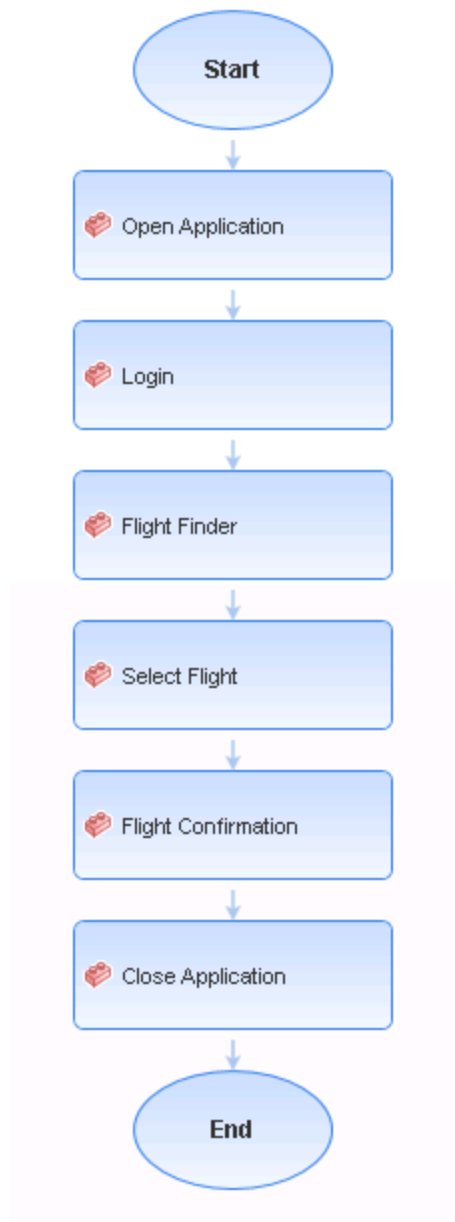 Start
Open Application
Login
Flight Finder
Select Flight
Flight Confirmation
Close Application
End